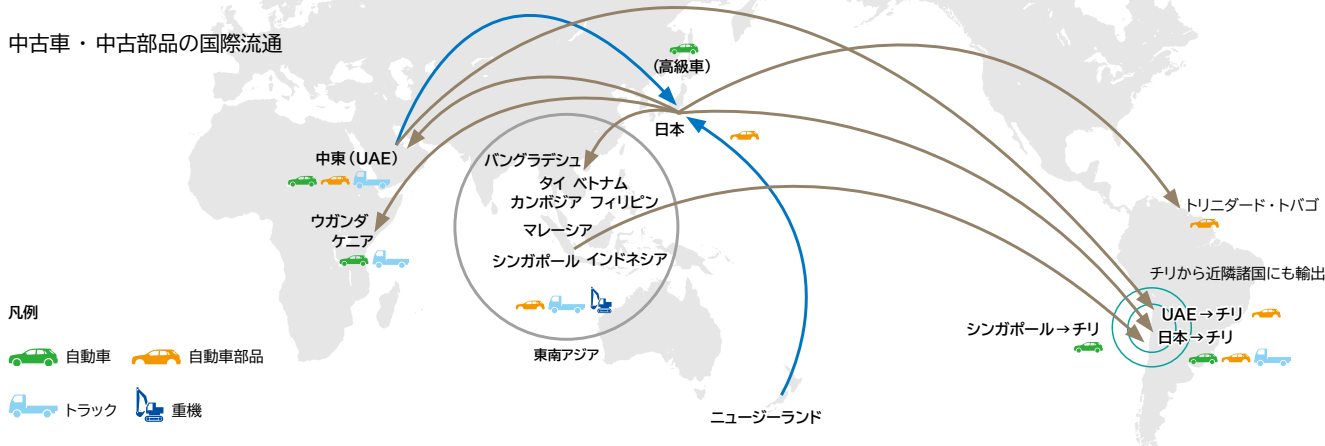 中古車・中古部品の国際流通
(高級車)
日本
中東(UAE)
バングラデシュ
タイ ベトナム
カンボジア フィリピン
マレーシア
シンガポール インドネシア
東南アジア
ウガンダ
ケニア
トリニダード・トバゴ
チリから近隣諸国にも輸出
UAE→チリ
日本→チリ
シンガポール→チリ
ニュージーランド
凡例
自動車 自動車部品
トラック 重機